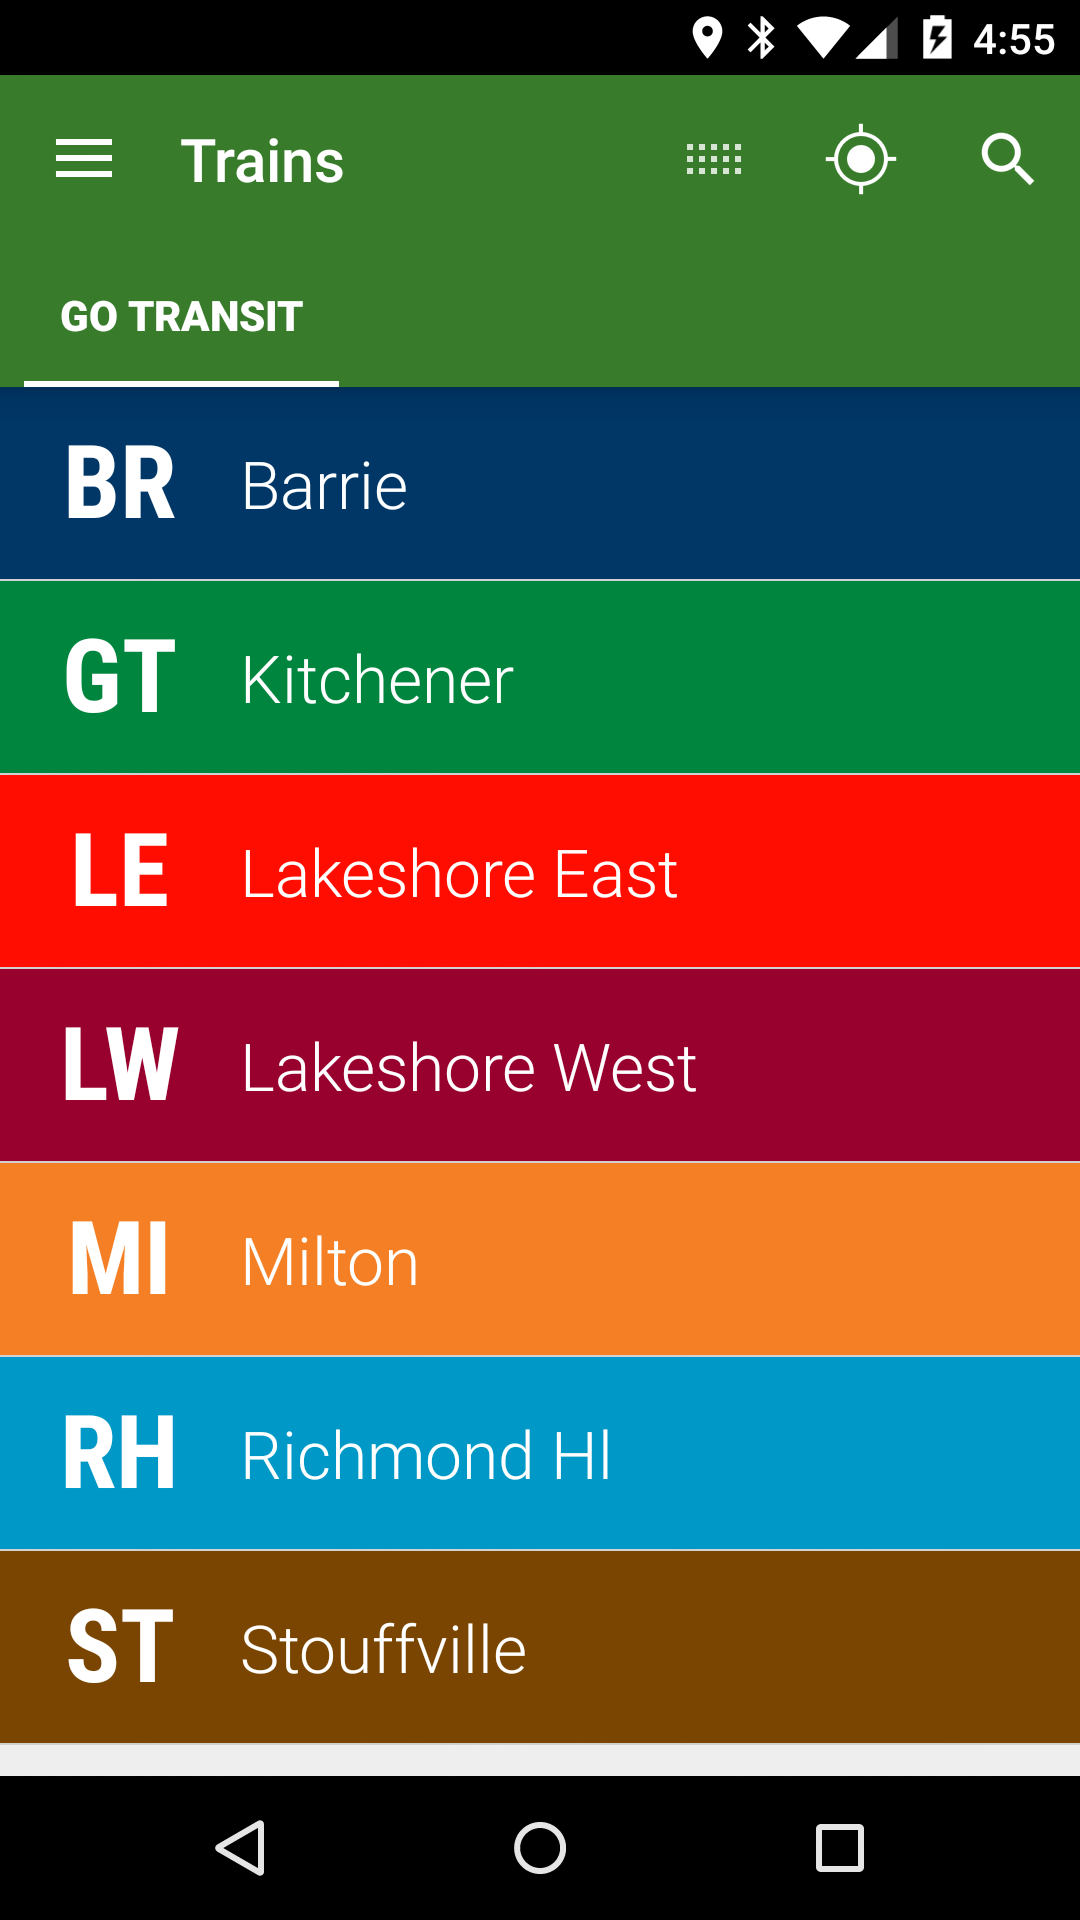 4:55
Trains
GO TRANSIT
BR Barrie
GT Kitchener
LE Lakeshore East
LW Lakeshore West
MI Milton
RH Richmond Hl
ST Stouffville